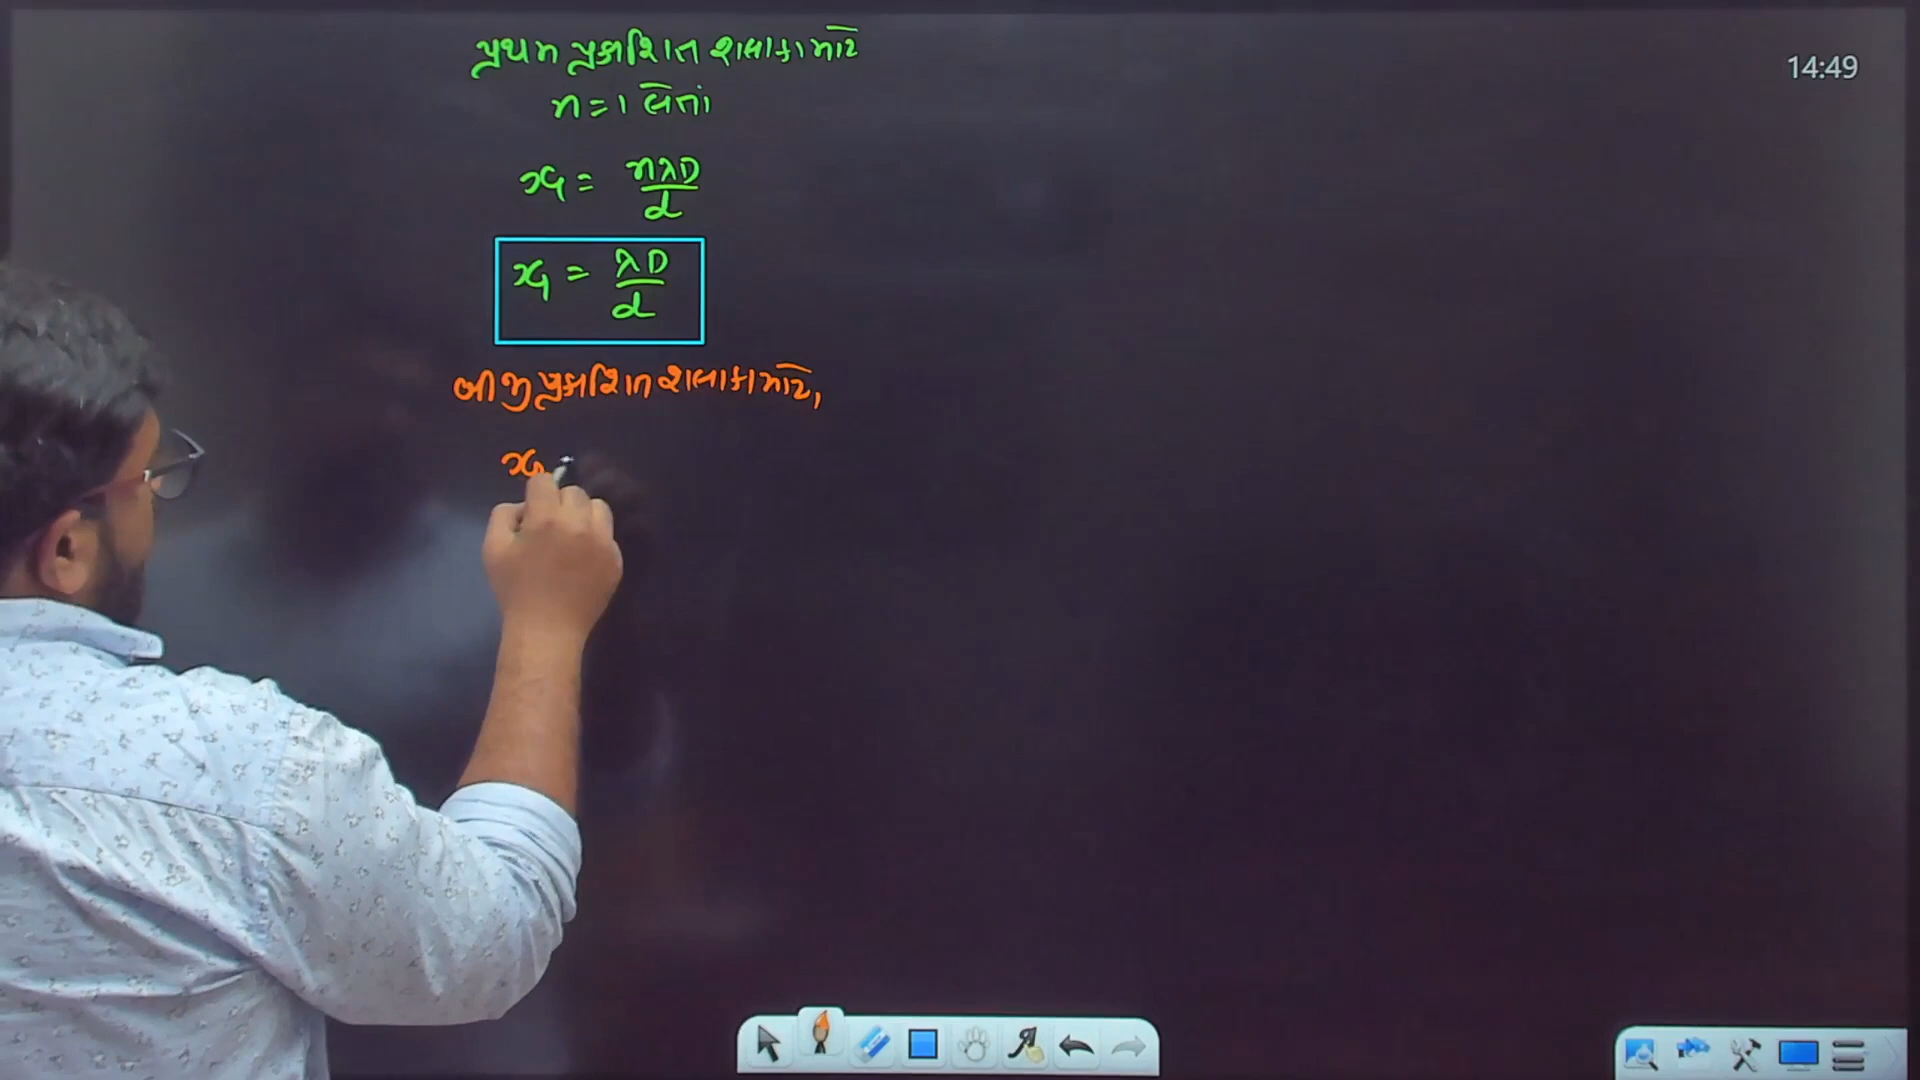 પ્રથમ પ્રકાશિત શલાકા માટે
14:49
n = 1 લેતાં
x₁ = nλD/d
x₁ = λD/d
બીજી પ્રકાશિત શલાકા માટે,
x₂